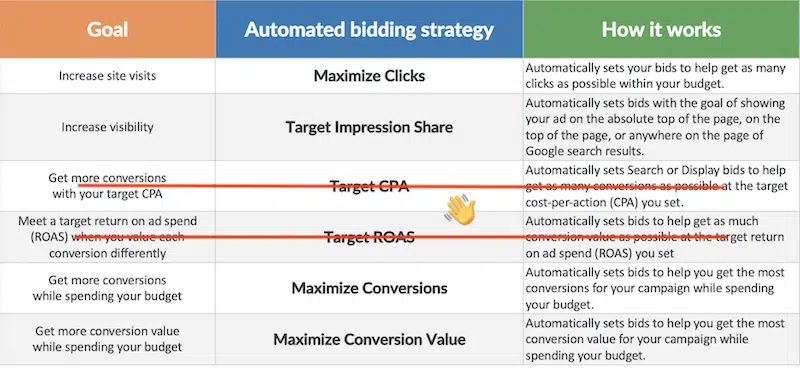 Goal
Automated bidding strategy
How it works
Increase site visits
Maximize Clicks
Automatically sets your bids to help get as many
clicks as possible within your budget.
Increase visibility
Target Impression Share
Automatically sets bids with the goal of showing
your ad on the absolute top of the page, on the
top of the page, or anywhere on the page of
Google search results.
Get more conversions
with your target CPA
Target CPA
Automatically sets Search or Display bids to help
get as many conversions as possible at the target
cost-per-action (CPA) you set.
Meet a target return on ad spend
(ROAS) when you value each
conversion differently
Target ROAS
Automatically sets bids to help get as much
conversion value as possible at the target return
on ad spend (ROAS) you set
Get more conversions
while spending your budget
Maximize Conversions
Automatically sets bids to help you get the most
conversions for your campaign while spending
your budget.
Get more conversion value
while spending your budget
Maximize Conversion Value
Automatically sets bids to help you get the most
conversion value for your campaign while
spending your budget.